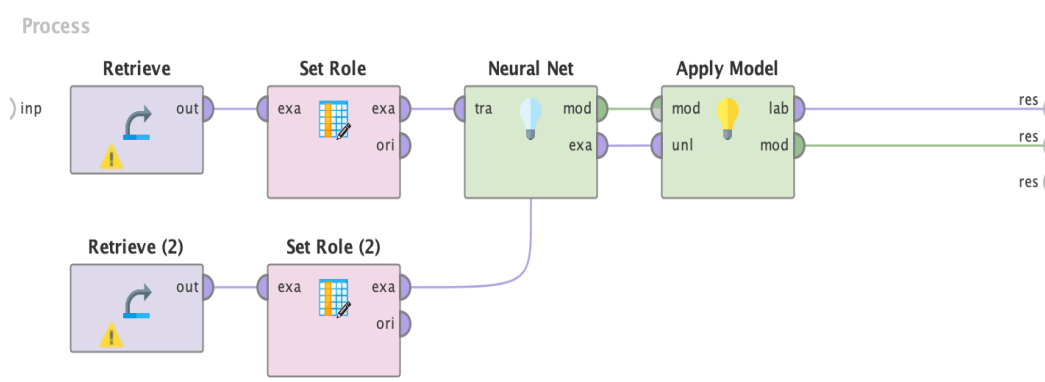 Process
Retrieve Set Role Neural Net Apply Model
inp out exa exa tra mod mod lab res
ori exa unl mod res
res
Retrieve (2) Set Role (2)
out exa exa
ori